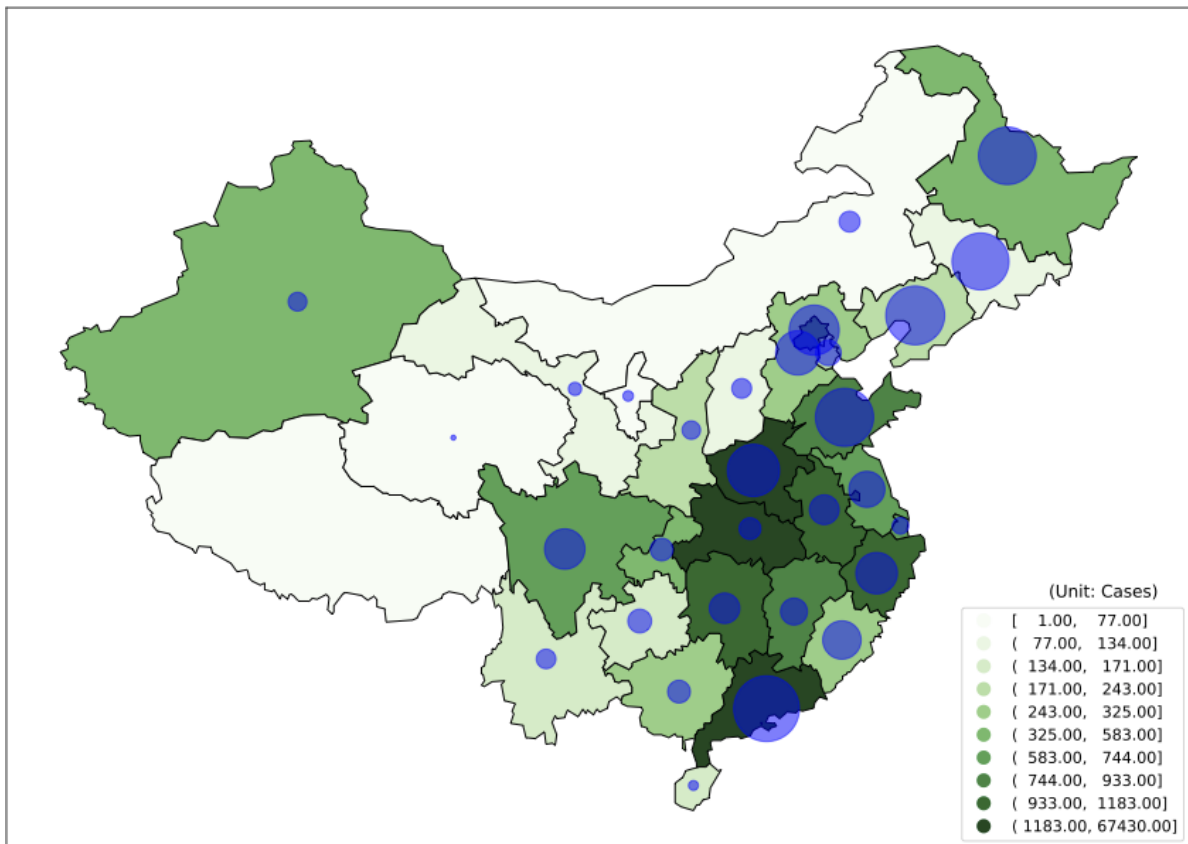 (Unit: Cases)
[ 1.00, 77.00]
( 77.00, 134.00]
( 134.00, 171.00]
( 171.00, 243.00]
( 243.00, 325.00]
( 325.00, 583.00]
( 583.00, 744.00]
( 744.00, 933.00]
( 933.00, 1183.00]
( 1183.00, 67430.00]